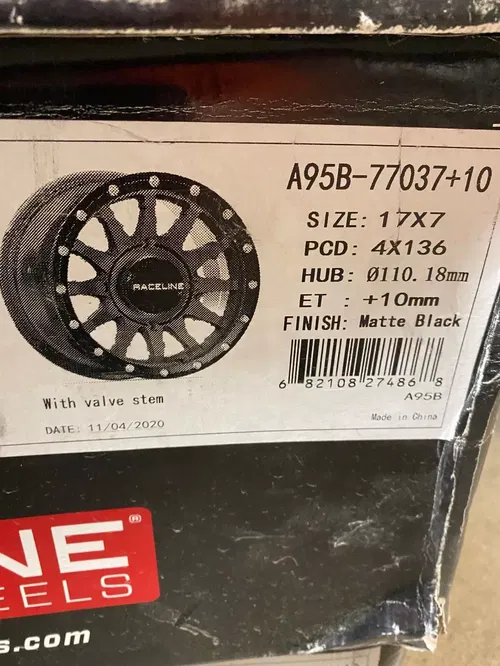 A95B-77037+10
SIZE: 17X7
PCD: 4X136
HUB: Ø110.18mm
ET : +10mm
FINISH: Matte Black
6 82108 27486 8
A95B
RACELINE
With valve stem
DATE: 11/04/2020
Made in China
NE
EELS
s.com